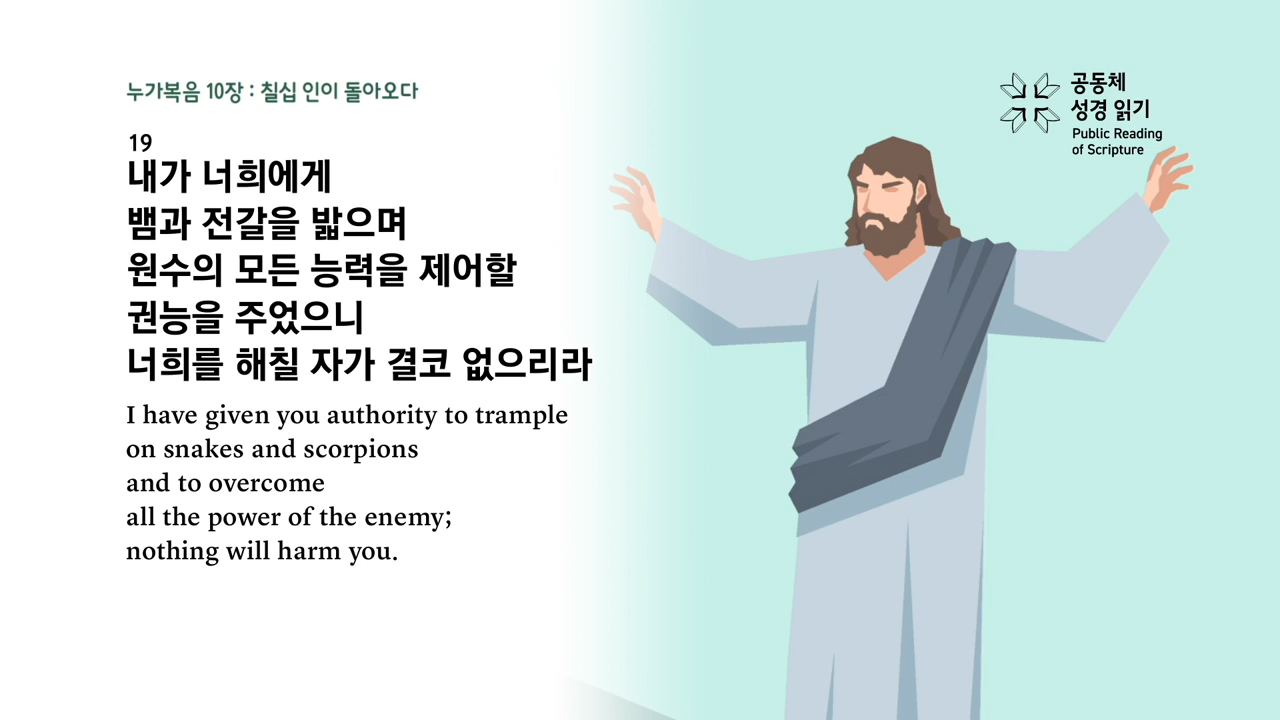 누가복음 10장 : 칠십 인이 돌아오다
19
내가 너희에게
뱀과 전갈을 밟으며
원수의 모든 능력을 제어할
권능을 주었으니
너희를 해칠 자가 결코 없으리라
I have given you authority to trample
on snakes and scorpions
and to overcome
all the power of the enemy;
nothing will harm you.
공동체
성경 읽기
Public Reading
of Scripture